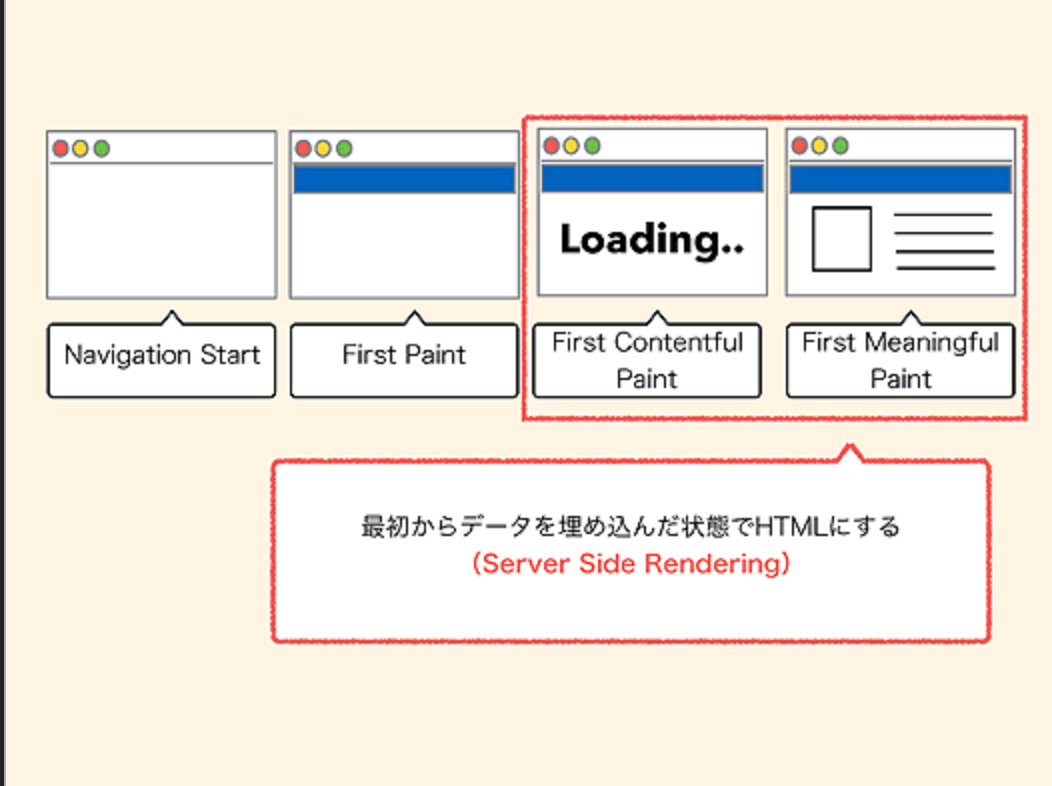 Loading..
Navigation Start
First Paint
First Contentful
Paint
First Meaningful
Paint
最初からデータを埋め込んだ状態でHTMLにする
（Server Side Rendering）